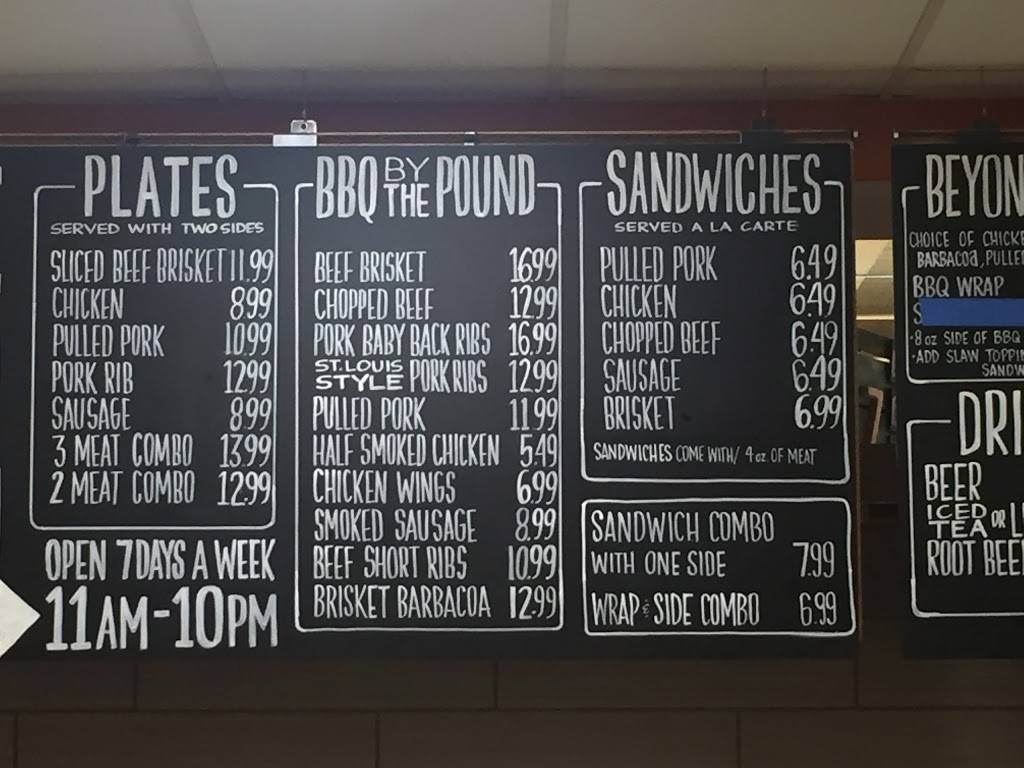 PLATES
SERVED WITH TWO SIDES
SLICED BEEF BRISKET 11.99
CHICKEN 8.99
PULLED PORK 10.99
PORK RIB 12.99
SAUSAGE 8.99
3 MEAT COMBO 13.99
2 MEAT COMBO 12.99
OPEN 7 DAYS A WEEK
11AM-10PM
BBQ BY THE POUND
BEEF BRISKET 16.99
CHOPPED BEEF 12.99
PORK BABY BACK RIBS 16.99
ST. LOUIS STYLE PORK RIBS 12.99
PULLED PORK 11.99
HALF SMOKED CHICKEN 5.49
CHICKEN WINGS 6.99
SMOKED SAUSAGE 8.99
BEEF SHORT RIBS 10.99
BRISKET BARBACOA 12.99
SANDWICHES
SERVED A LA CARTE
PULLED PORK 6.49
CHICKEN 6.49
CHOPPED BEEF 6.49
SAUSAGE 6.49
BRISKET 6.99
SANDWICHES COME WITH/ 4 oz. OF MEAT
SANDWICH COMBO
WITH ONE SIDE 7.99
WRAP & SIDE COMBO 6.99
BEYON
CHOICE OF CHICKE
BARBACOA, PULLE
BBQ WRAP
S
·8 oz SIDE OF BBQ
·ADD SLAW TOPPIN
SANDW
DRI
BEER
ICED TEA OR L
ROOT BEE